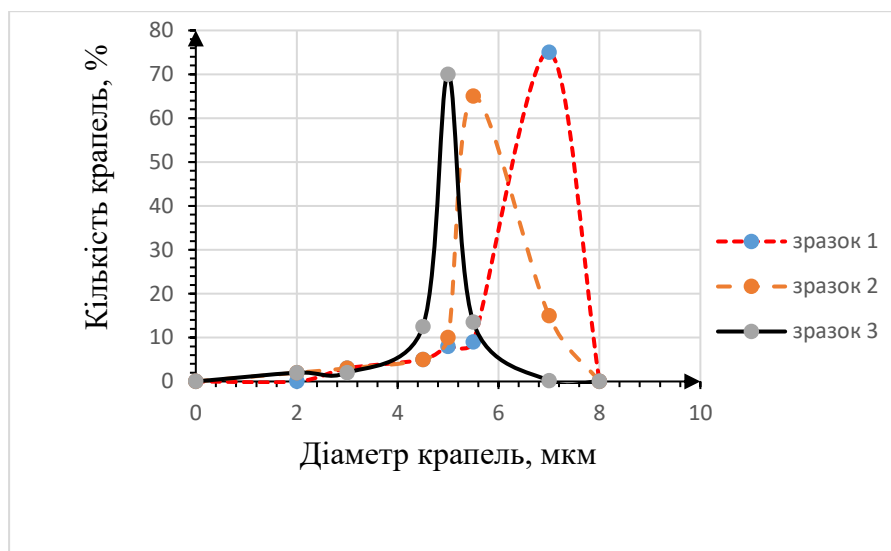 Кількість крапель, %
80
70
60
50
40
30
20
10
0
0 2 4 6 8 10
Діаметр крапель, мкм
зразок 1
зразок 2
зразок 3